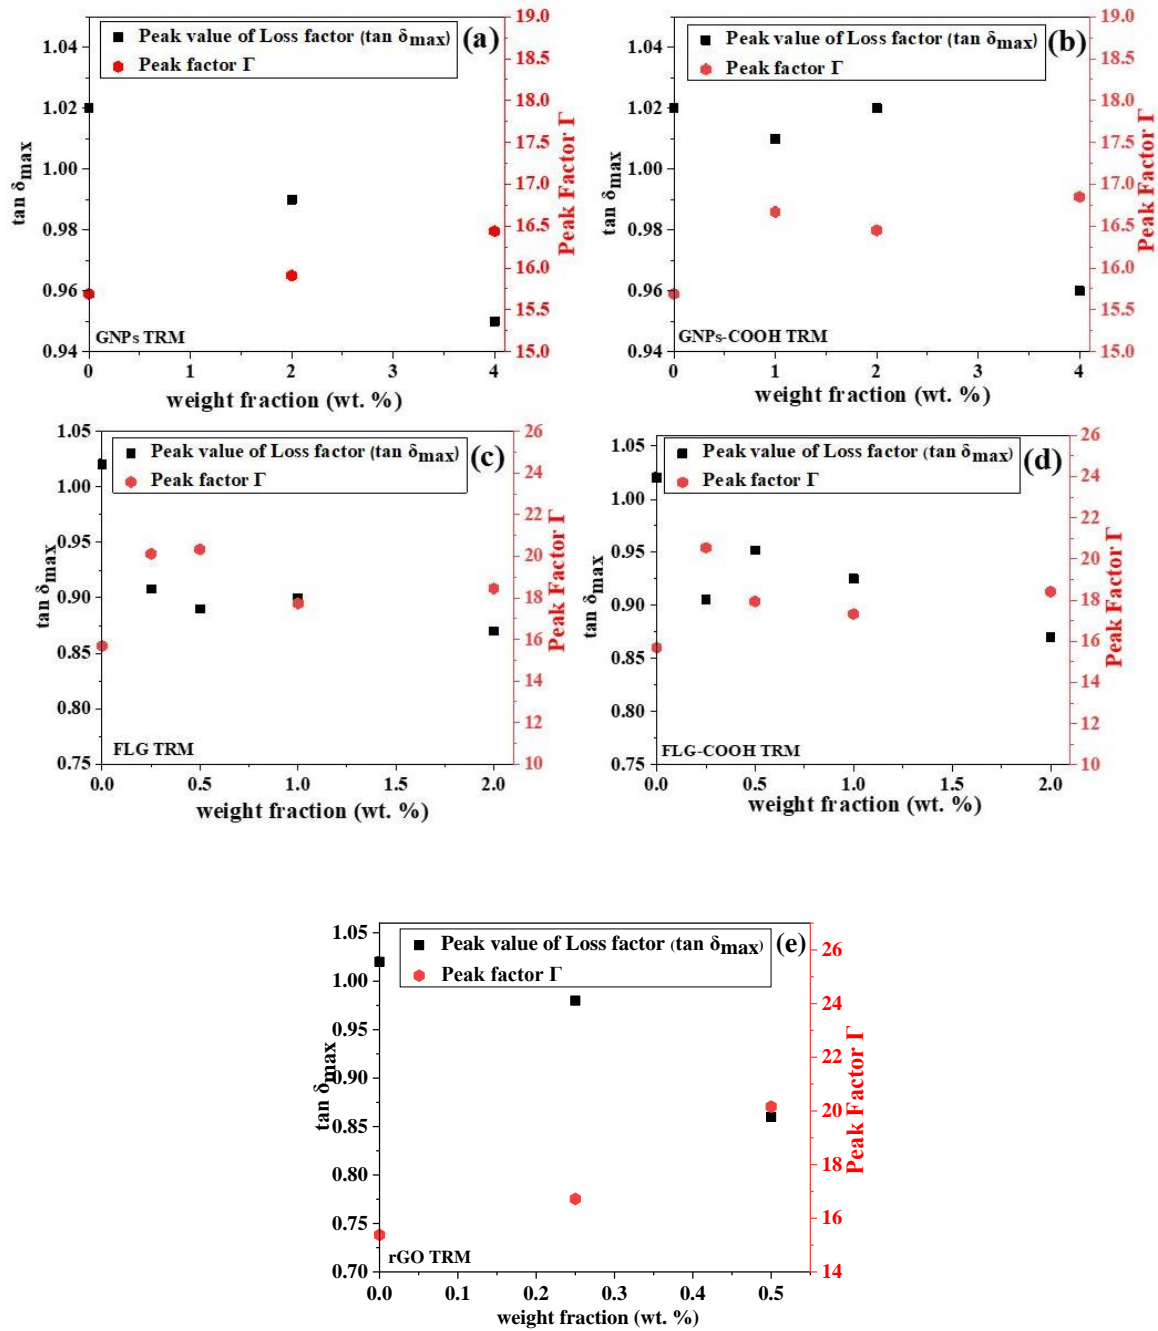 Peak value of Loss factor (tan δmax)
Peak factor Γ
(a)
1.04
1.02
1.00
0.98
0.96
0.94
tan δmax
19.0
18.5
18.0
17.5
17.0
16.5
16.0
15.5
15.0
Peak Factor Γ
GNPs TRM
0 1 2 3 4
weight fraction (wt. %)
Peak value of Loss factor (tan δmax)
Peak factor Γ
(b)
1.04
1.02
1.00
0.98
0.96
0.94
tan δmax
19.0
18.5
18.0
17.5
17.0
16.5
16.0
15.5
15.0
Peak Factor Γ
GNPs-COOH TRM
0 1 2 3 4
weight fraction (wt. %)
Peak value of Loss factor (tan δmax)
Peak factor Γ
(c)
1.05
1.00
0.95
0.90
0.85
0.80
0.75
tan δmax
26
24
22
20
18
16
14
12
10
Peak Factor Γ
FLG TRM
0.0 0.5 1.0 1.5 2.0
weight fraction (wt. %)
Peak value of Loss factor (tan δmax)
Peak factor Γ
(d)
1.05
1.00
0.95
0.90
0.85
0.80
0.75
tan δmax
26
24
22
20
18
16
14
12
10
Peak Factor Γ
FLG-COOH TRM
0.0 0.5 1.0 1.5 2.0
weight fraction (wt. %)
Peak value of Loss factor (tan δmax)
Peak factor Γ
(e)
1.05
1.00
0.95
0.90
0.85
0.80
0.75
0.70
tan δmax
26
24
22
20
18
16
14
Peak Factor Γ
rGO TRM
0.0 0.1 0.2 0.3 0.4 0.5
weight fraction (wt. %)